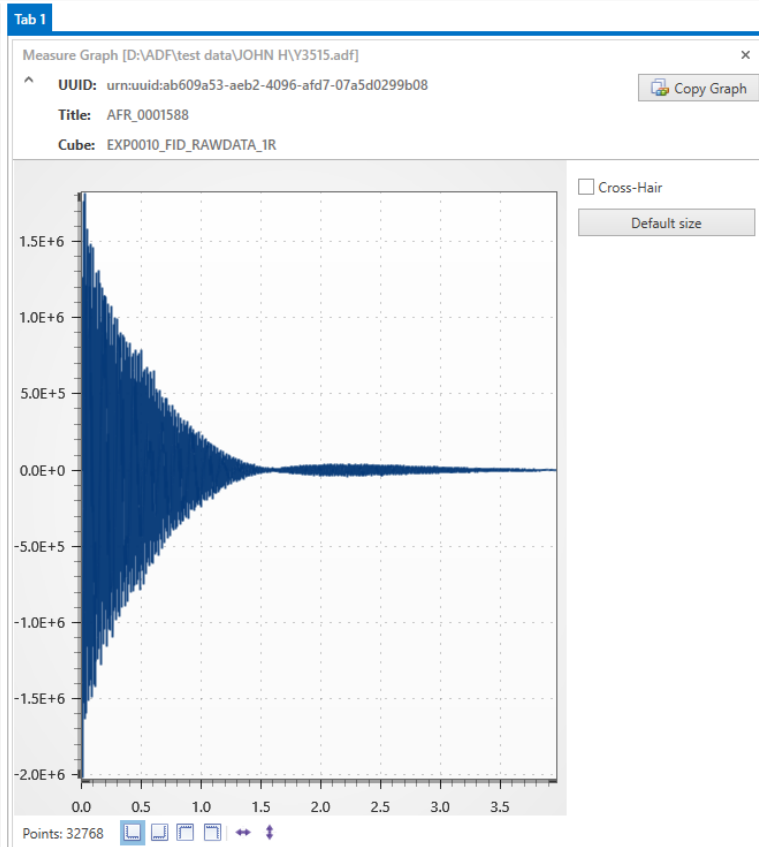 Tab 1
Measure Graph [D:\ADF\test data\JOHN H\Y3515.adf]
UUID: urn:uuid:ab609a53-aeb2-4096-afd7-07a5d0299b08
Copy Graph
Title: AFR_0001588
Cube: EXP0010_FID_RAWDATA_1R
Cross-Hair
Default size
1.5E+6
1.0E+6
5.0E+5
0.0E+0
-5.0E+5
-1.0E+6
-1.5E+6
-2.0E+6
0.0 0.5 1.0 1.5 2.0 2.5 3.0 3.5
Points: 32768